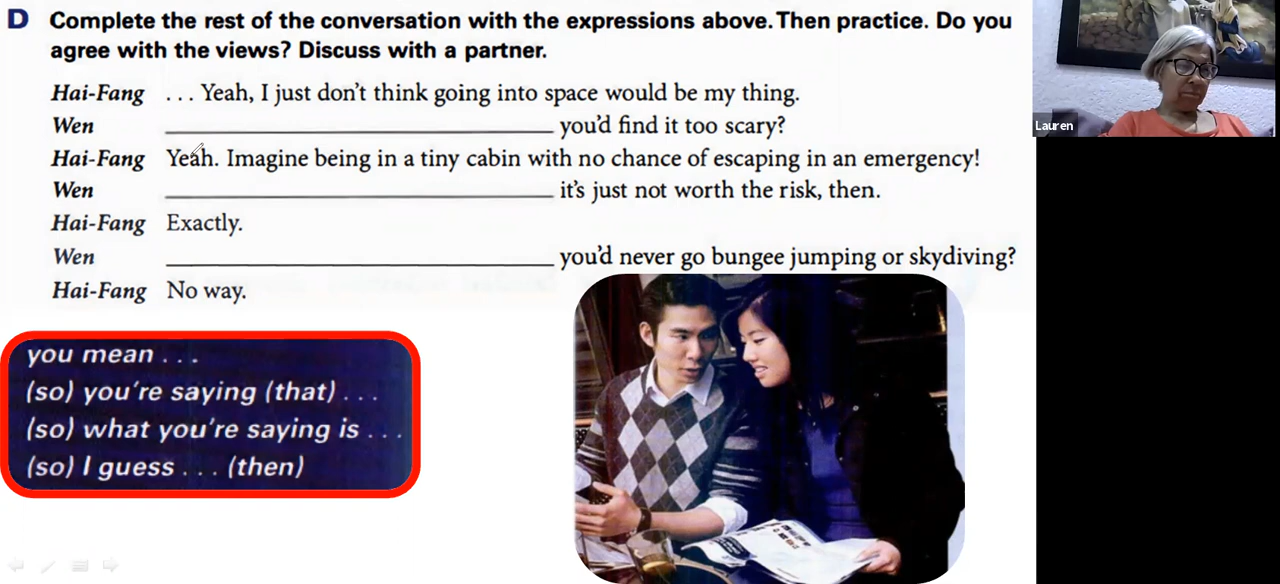 D Complete the rest of the conversation with the expressions above. Then practice. Do you
agree with the views? Discuss with a partner.
Hai-Fang . . . Yeah, I just don't think going into space would be my thing.
Wen ______________________________ you'd find it too scary?
Hai-Fang Yeah. Imagine being in a tiny cabin with no chance of escaping in an emergency!
Wen ______________________________ it's just not worth the risk, then.
Hai-Fang Exactly.
Wen ______________________________ you'd never go bungee jumping or skydiving?
Hai-Fang No way.
you mean . . .
(so) you're saying (that) . . .
(so) what you're saying is . . .
(so) I guess . . . (then)
Lauren